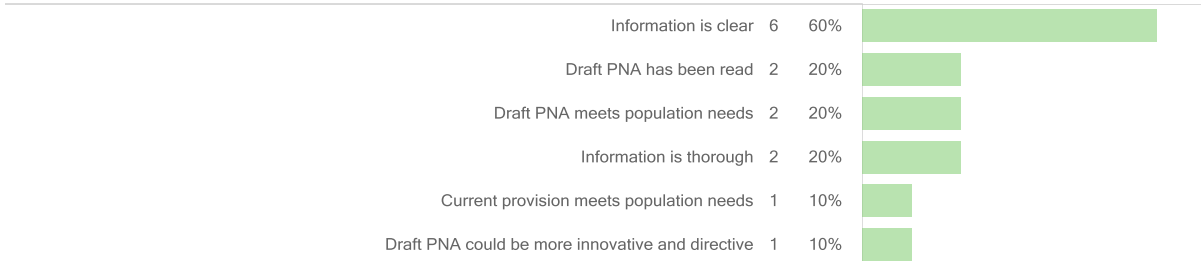 Information is clear 6 60%
Draft PNA has been read 2 20%
Draft PNA meets population needs 2 20%
Information is thorough 2 20%
Current provision meets population needs 1 10%
Draft PNA could be more innovative and directive 1 10%